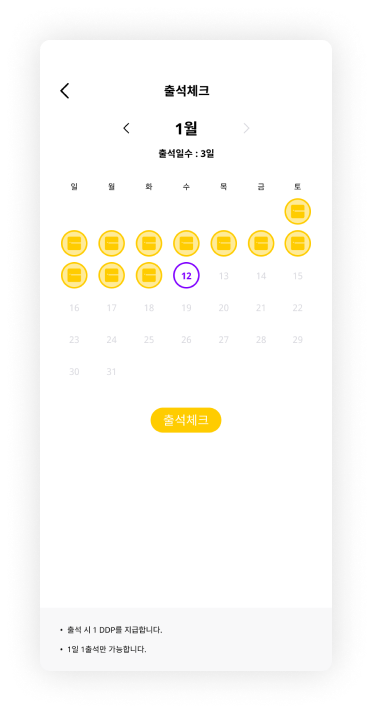 출석체크
1월
출석일수 : 3일
일 월 화 수 목 금 토
12 13 14 15
16 17 18 19 20 21 22
23 24 25 26 27 28 29
30 31
출석체크
• 출석 시 1 DDP를 지급합니다.
• 1일 1출석만 가능합니다.